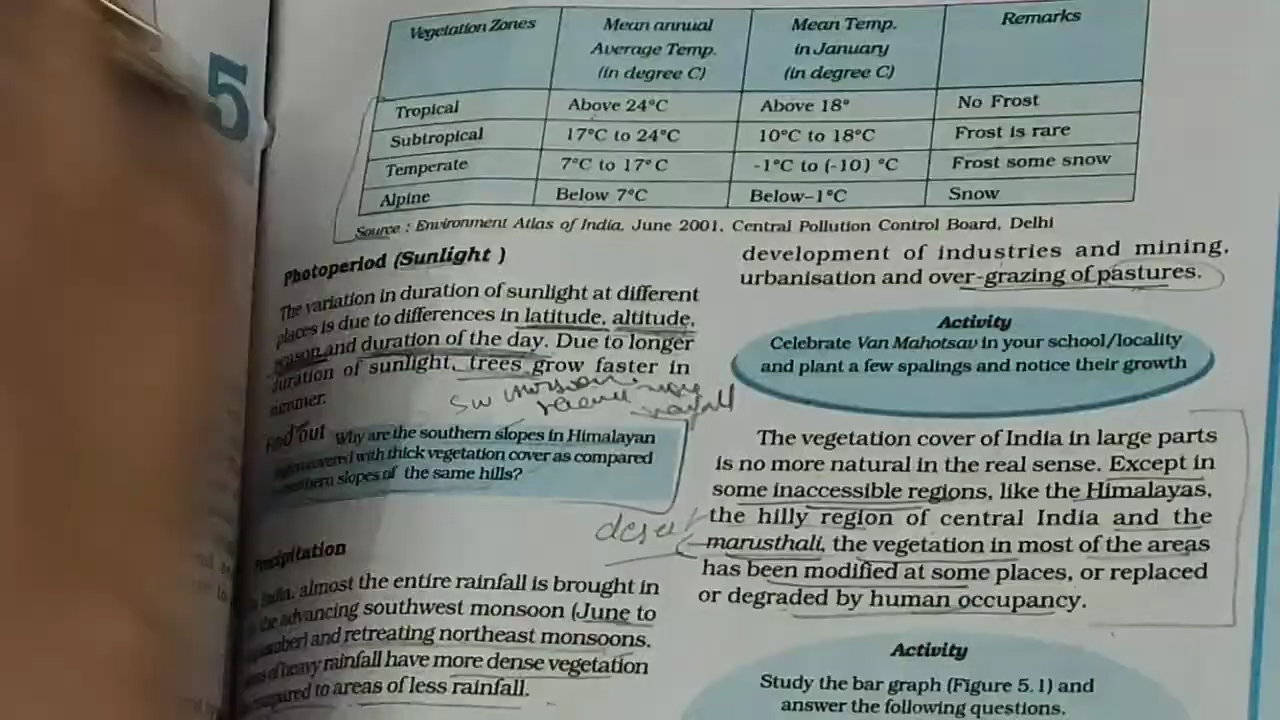 5
Vegetation Zones | Mean annual Average Temp. (in degree C) | Mean Temp. in January (in degree C) | Remarks
Tropical | Above 24°C | Above 18° | No Frost
Subtropical | 17°C to 24°C | 10°C to 18°C | Frost is rare
Temperate | 7°C to 17°C | -1°C to (-10) °C | Frost some snow
Alpine | Below 7°C | Below–1°C | Snow
Source : Environment Atlas of India, June 2001, Central Pollution Control Board, Delhi
Photoperiod (Sunlight )
The variation in duration of sunlight at different
places is due to differences in latitude, altitude,
season and duration of the day. Due to longer
duration of sunlight, trees grow faster in
summer.
SW monsoon
rainfall
Find out Why are the southern slopes in Himalayan
covered with thick vegetation cover as compared
slopes of the same hills?
Precipitation
India, almost the entire rainfall is brought in
the advancing southwest monsoon (June to
and retreating northeast monsoons.
of heavy rainfall have more dense vegetation
compared to areas of less rainfall.
development of industries and mining,
urbanisation and over-grazing of pastures.
Activity
Celebrate Van Mahotsav in your school/locality
and plant a few spalings and notice their growth
The vegetation cover of India in large parts
is no more natural in the real sense. Except in
some inaccessible regions, like the Himalayas,
the hilly region of central India and the
desert
marusthali, the vegetation in most of the areas
has been modified at some places, or replaced
or degraded by human occupancy.
Activity
Study the bar graph (Figure 5.1) and
answer the following questions.